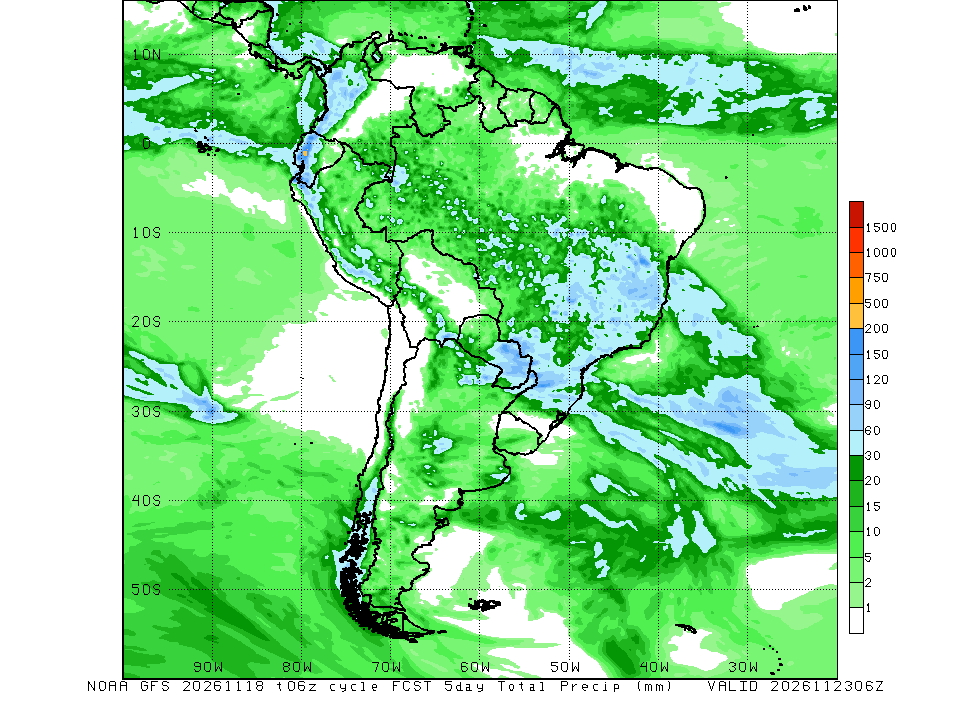 10N
0
10S
20S
30S
40S
50S
90W 80W 70W 60W 50W 40W 30W
1500
1000
750
500
200
150
120
90
60
30
20
15
10
5
2
1
NOAA GFS 20261118 t06z cycle FCST 5day Total Precip (mm) VALID 2026112306Z